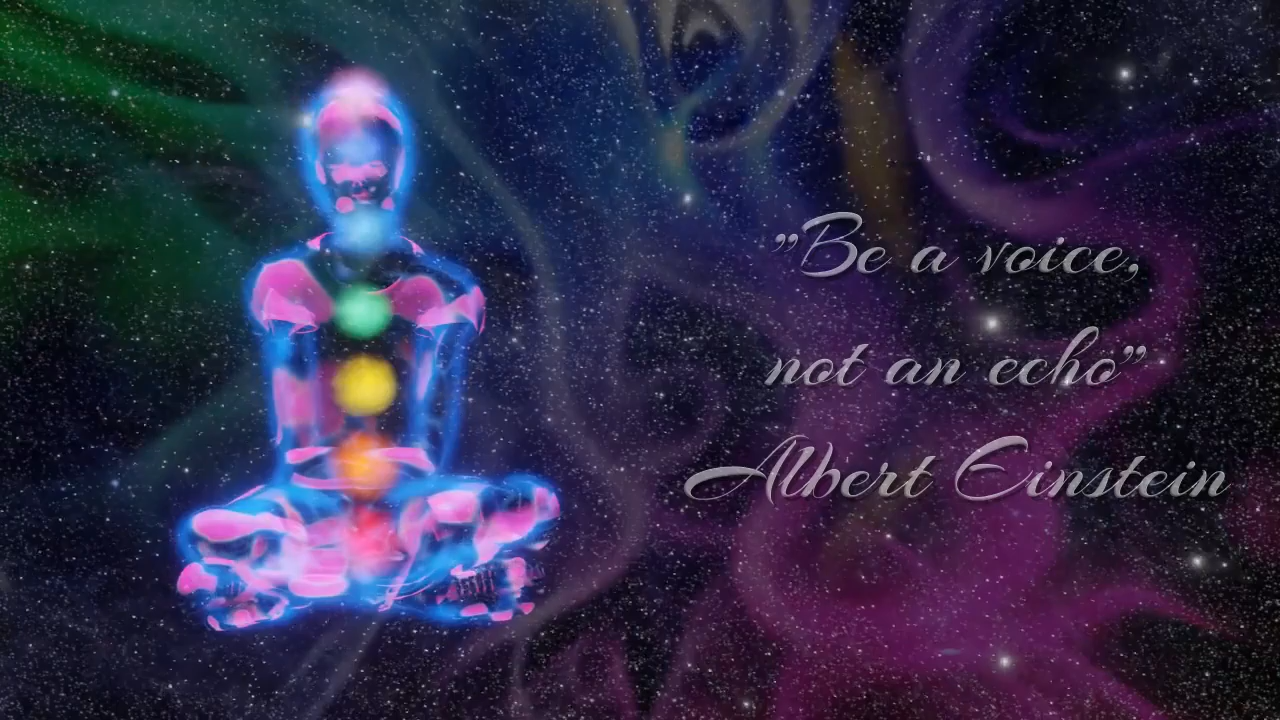 ”Be a voice,
not an echo”
Albert Einstein